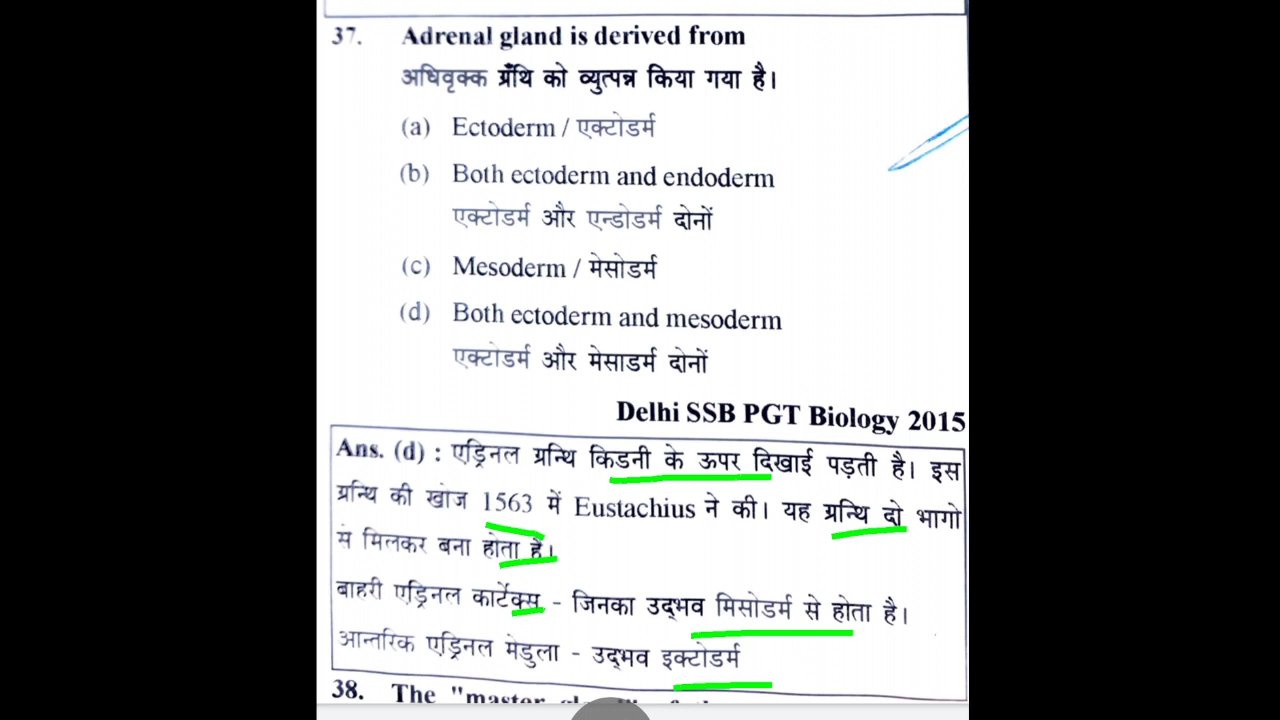 37. Adrenal gland is derived from
अधिवृक्क ग्रँथि को व्युत्पन्न किया गया है।
(a) Ectoderm / एक्टोडर्म
(b) Both ectoderm and endoderm
एक्टोडर्म और एन्डोडर्म दोनों
(c) Mesoderm / मेसोडर्म
(d) Both ectoderm and mesoderm
एक्टोडर्म और मेसाडर्म दोनों
Delhi SSB PGT Biology 2015
Ans. (d) : एड्रिनल ग्रन्थि किडनी के ऊपर दिखाई पड़ती है। इस
ग्रन्थि की खोज 1563 में Eustachius ने की। यह ग्रन्थि दो भागो
से मिलकर बना होता है।
बाहरी एड्रिनल कार्टेक्स - जिनका उद्भव मिसोडर्म से होता है।
आन्तरिक एड्रिनल मेडुला - उद्भव इक्टोडर्म
38. The "master